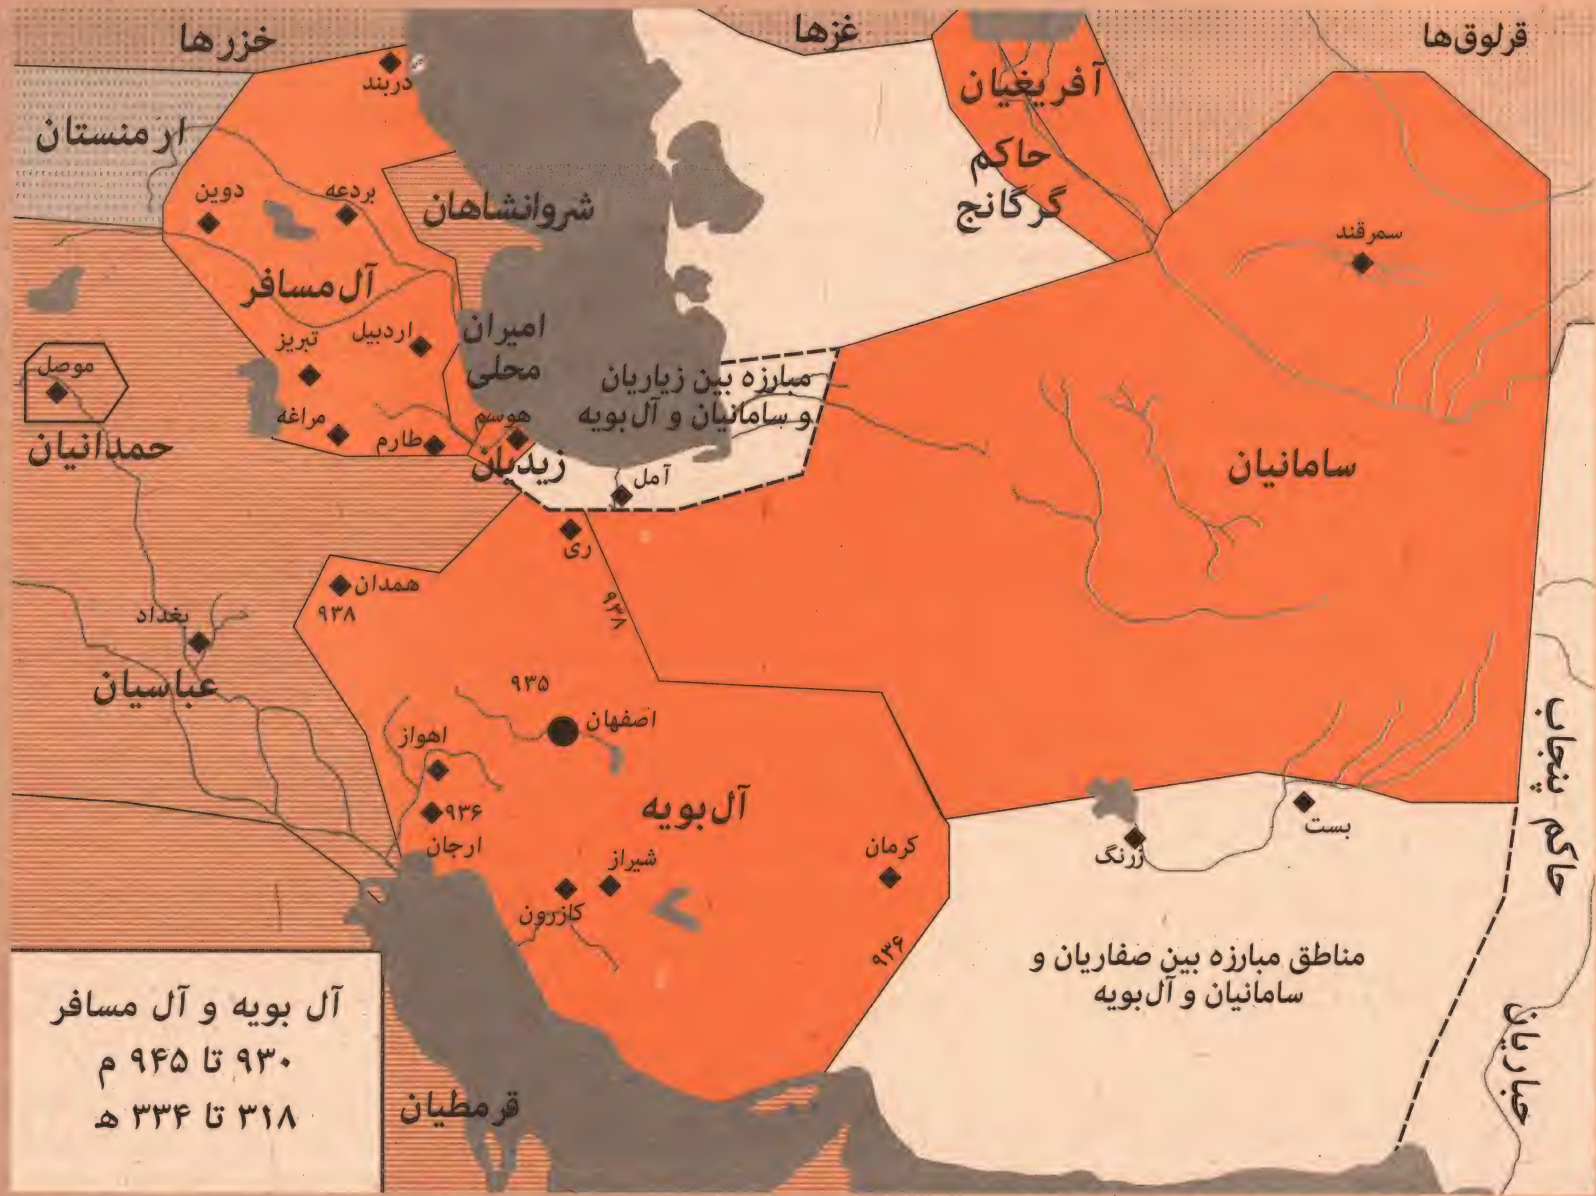 خزرها
غزها
قرلوق‌ها
دربند
آفریغیان
حاکم
گرگانج
ارمنستان
شروانشاهان
دوین
بردعه
سمرقند
آل مسافر
امیران
محلی
تبریز
اردبیل
موصل
مراغه
طارم
هوسم
زیدیان
مبارزه بین زیاریان
و سامانیان و آل‌بویه
آمل
حمدانیان
سامانیان
ری
همدان
۹۳۸
۹۳۸
بغداد
عباسیان
۹۳۵
اصفهان
اهواز
۹۳۶
ارجان
آل‌بویه
شیراز
کازرون
کرمان
۹۳۶
زرنگ
بست
حاکم پنجاب
مناطق مبارزه بین صفاریان و
سامانیان و آل‌بویه
حباریان
قرمطیان
آل بویه و آل مسافر
۹۳۰ تا ۹۴۵ م
۳۱۸ تا ۳۳۴ ه